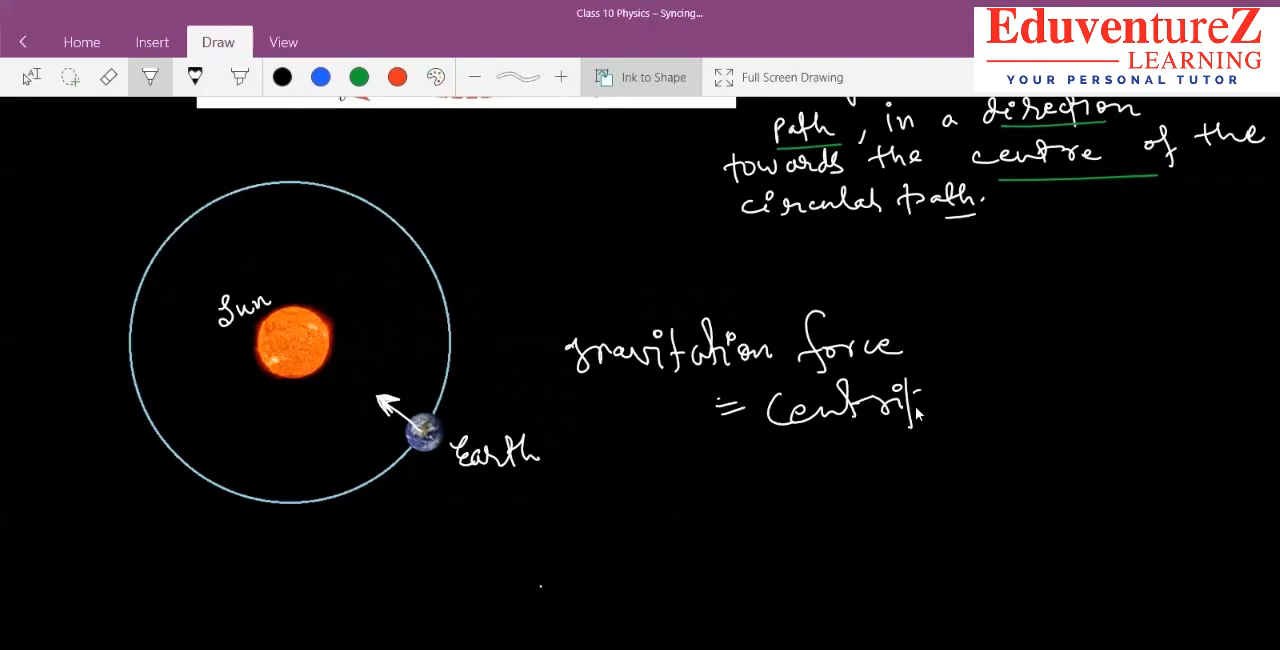 Class 10 Physics – Syncing...
EduventureZ
LEARNING
YOUR PERSONAL TUTOR
Home Insert Draw View
Ink to Shape Full Screen Drawing
path, in a direction
towards the centre of the
circular path.
Sun
Earth
gravitation force
= centrif